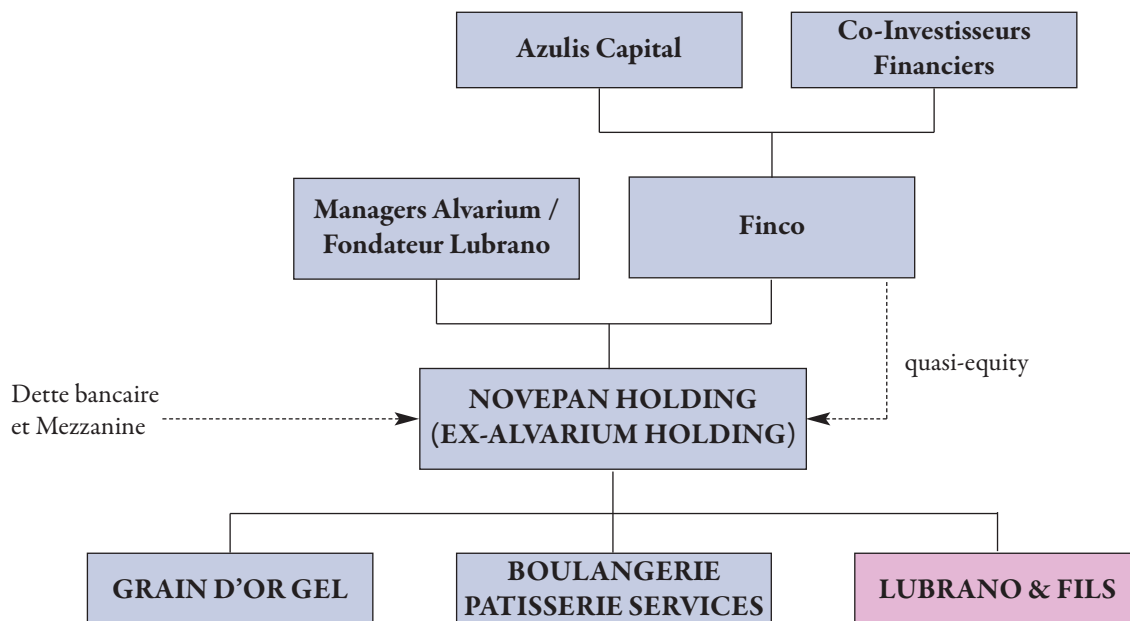 Azulis Capital
Co-Investisseurs
Financiers
Managers Alvarium /
Fondateur Lubrano
Finco
quasi-equity
Dette bancaire
et Mezzanine
NOVEPAN HOLDING
(EX-ALVARIUM HOLDING)
GRAIN D’OR GEL
BOULANGERIE
PATISSERIE SERVICES
LUBRANO & FILS